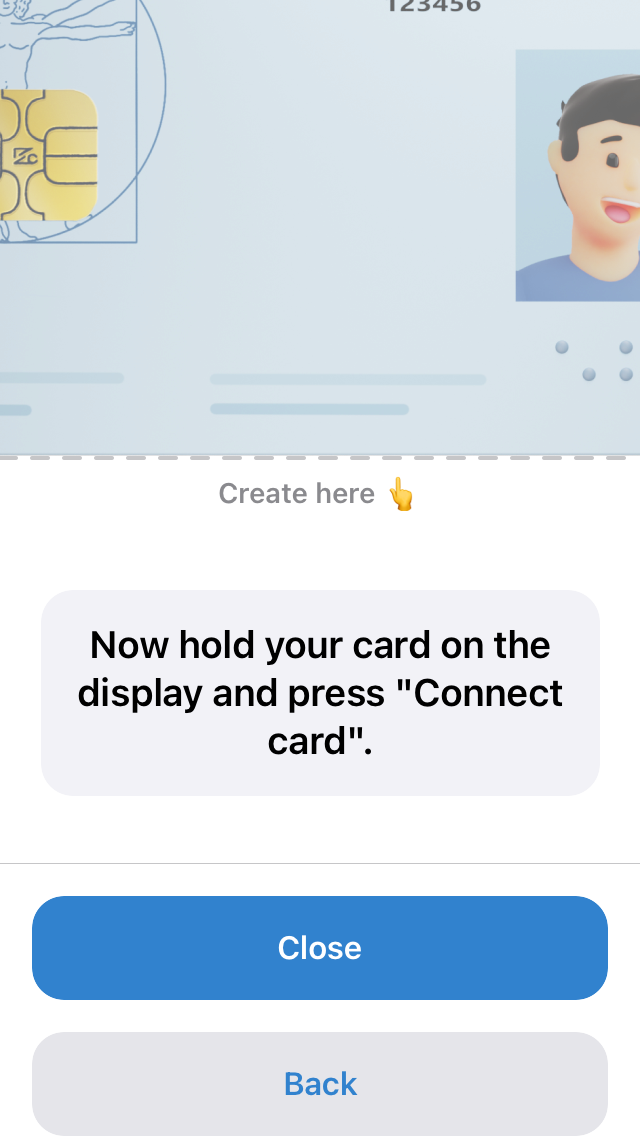 123456
Create here 👆
Now hold your card on the
display and press "Connect
card".
Close
Back